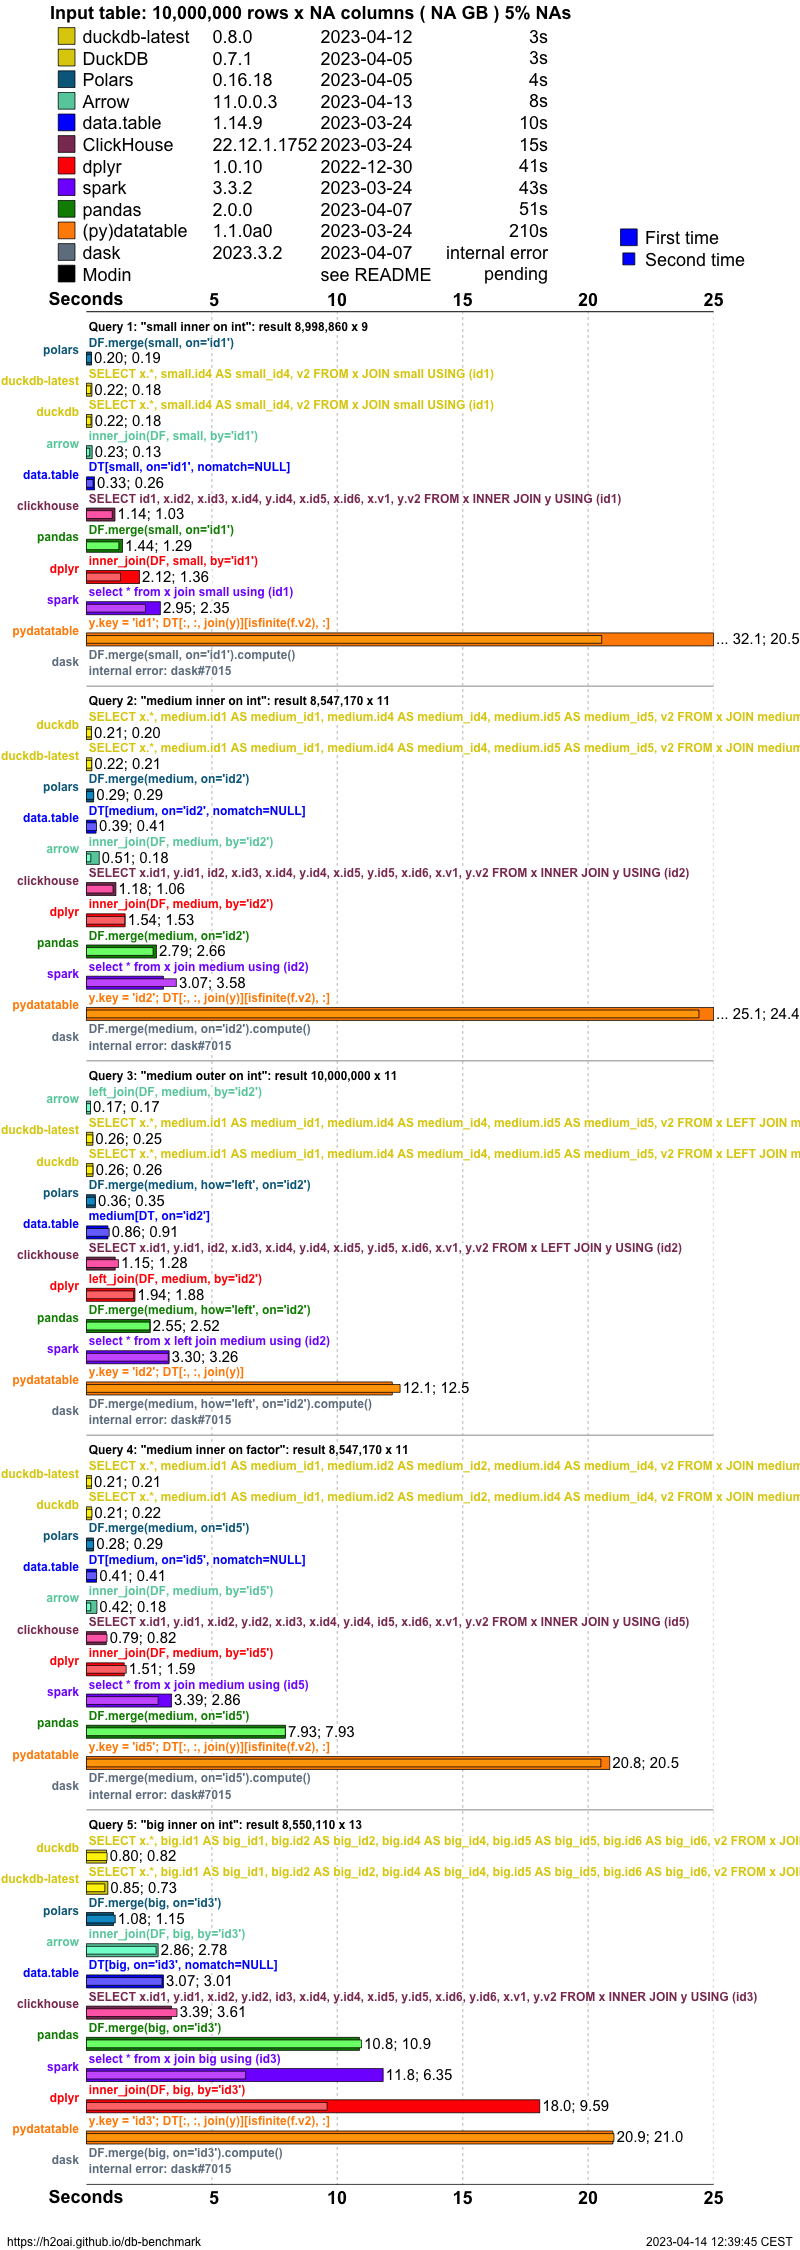 Input table: 10,000,000 rows x NA columns ( NA GB ) 5% NAs
duckdb-latest 0.8.0 2023-04-12 3s
DuckDB 0.7.1 2023-04-05 3s
Polars 0.16.18 2023-04-05 4s
Arrow 11.0.0.3 2023-04-13 8s
data.table 1.14.9 2023-03-24 10s
ClickHouse 22.12.1.1752 2023-03-24 15s
dplyr 1.0.10 2022-12-30 41s
spark 3.3.2 2023-03-24 43s
pandas 2.0.0 2023-04-07 51s
(py)datatable 1.1.0a0 2023-03-24 210s
dask 2023.3.2 2023-04-07 internal error
Modin see README pending
First time
Second time
Seconds 5 10 15 20 25
Query 1: "small inner on int": result 8,998,860 x 9
DF.merge(small, on='id1')
polars 0.20; 0.19
SELECT x.*, small.id4 AS small_id4, v2 FROM x JOIN small USING (id1)
duckdb-latest 0.22; 0.18
SELECT x.*, small.id4 AS small_id4, v2 FROM x JOIN small USING (id1)
duckdb 0.22; 0.18
inner_join(DF, small, by='id1')
arrow 0.23; 0.13
DT[small, on='id1', nomatch=NULL]
data.table 0.33; 0.26
SELECT id1, x.id2, x.id3, x.id4, y.id4, x.id5, x.id6, x.v1, y.v2 FROM x INNER JOIN y USING (id1)
clickhouse 1.14; 1.03
DF.merge(small, on='id1')
pandas 1.44; 1.29
inner_join(DF, small, by='id1')
dplyr 2.12; 1.36
select * from x join small using (id1)
spark 2.95; 2.35
y.key = 'id1'; DT[:, :, join(y)][isfinite(f.v2), :]
pydatatable ... 32.1; 20.5
DF.merge(small, on='id1').compute()
dask internal error: dask#7015
Query 2: "medium inner on int": result 8,547,170 x 11
SELECT x.*, medium.id1 AS medium_id1, medium.id4 AS medium_id4, medium.id5 AS medium_id5, v2 FROM x JOIN medium
duckdb 0.21; 0.20
SELECT x.*, medium.id1 AS medium_id1, medium.id4 AS medium_id4, medium.id5 AS medium_id5, v2 FROM x JOIN medium
duckdb-latest 0.22; 0.21
DF.merge(medium, on='id2')
polars 0.29; 0.29
DT[medium, on='id2', nomatch=NULL]
data.table 0.39; 0.41
inner_join(DF, medium, by='id2')
arrow 0.51; 0.18
SELECT x.id1, y.id1, id2, x.id3, x.id4, y.id4, x.id5, y.id5, x.id6, x.v1, y.v2 FROM x INNER JOIN y USING (id2)
clickhouse 1.18; 1.06
inner_join(DF, medium, by='id2')
dplyr 1.54; 1.53
DF.merge(medium, on='id2')
pandas 2.79; 2.66
select * from x join medium using (id2)
spark 3.07; 3.58
y.key = 'id2'; DT[:, :, join(y)][isfinite(f.v2), :]
pydatatable ... 25.1; 24.4
DF.merge(medium, on='id2').compute()
dask internal error: dask#7015
Query 3: "medium outer on int": result 10,000,000 x 11
left_join(DF, medium, by='id2')
arrow 0.17; 0.17
SELECT x.*, medium.id1 AS medium_id1, medium.id4 AS medium_id4, medium.id5 AS medium_id5, v2 FROM x LEFT JOIN m
duckdb-latest 0.26; 0.25
SELECT x.*, medium.id1 AS medium_id1, medium.id4 AS medium_id4, medium.id5 AS medium_id5, v2 FROM x LEFT JOIN m
duckdb 0.26; 0.26
DF.merge(medium, how='left', on='id2')
polars 0.36; 0.35
medium[DT, on='id2']
data.table 0.86; 0.91
SELECT x.id1, y.id1, id2, x.id3, x.id4, y.id4, x.id5, y.id5, x.id6, x.v1, y.v2 FROM x LEFT JOIN y USING (id2)
clickhouse 1.15; 1.28
left_join(DF, medium, by='id2')
dplyr 1.94; 1.88
DF.merge(medium, how='left', on='id2')
pandas 2.55; 2.52
select * from x left join medium using (id2)
spark 3.30; 3.26
y.key = 'id2'; DT[:, :, join(y)]
pydatatable 12.1; 12.5
DF.merge(medium, how='left', on='id2').compute()
dask internal error: dask#7015
Query 4: "medium inner on factor": result 8,547,170 x 11
SELECT x.*, medium.id1 AS medium_id1, medium.id2 AS medium_id2, medium.id4 AS medium_id4, v2 FROM x JOIN medium
duckdb-latest 0.21; 0.21
SELECT x.*, medium.id1 AS medium_id1, medium.id2 AS medium_id2, medium.id4 AS medium_id4, v2 FROM x JOIN medium
duckdb 0.21; 0.22
DF.merge(medium, on='id5')
polars 0.28; 0.29
DT[medium, on='id5', nomatch=NULL]
data.table 0.41; 0.41
inner_join(DF, medium, by='id5')
arrow 0.42; 0.18
SELECT x.id1, y.id1, x.id2, y.id2, x.id3, x.id4, y.id4, id5, x.id6, x.v1, y.v2 FROM x INNER JOIN y USING (id5)
clickhouse 0.79; 0.82
inner_join(DF, medium, by='id5')
dplyr 1.51; 1.59
select * from x join medium using (id5)
spark 3.39; 2.86
DF.merge(medium, on='id5')
pandas 7.93; 7.93
y.key = 'id5'; DT[:, :, join(y)][isfinite(f.v2), :]
pydatatable 20.8; 20.5
DF.merge(medium, on='id5').compute()
dask internal error: dask#7015
Query 5: "big inner on int": result 8,550,110 x 13
SELECT x.*, big.id1 AS big_id1, big.id2 AS big_id2, big.id4 AS big_id4, big.id5 AS big_id5, big.id6 AS big_id6, v2 FROM x JOI
duckdb 0.80; 0.82
SELECT x.*, big.id1 AS big_id1, big.id2 AS big_id2, big.id4 AS big_id4, big.id5 AS big_id5, big.id6 AS big_id6, v2 FROM x JOI
duckdb-latest 0.85; 0.73
DF.merge(big, on='id3')
polars 1.08; 1.15
inner_join(DF, big, by='id3')
arrow 2.86; 2.78
DT[big, on='id3', nomatch=NULL]
data.table 3.07; 3.01
SELECT x.id1, y.id1, x.id2, y.id2, id3, x.id4, y.id4, x.id5, y.id5, x.id6, y.id6, x.v1, y.v2 FROM x INNER JOIN y USING (id3)
clickhouse 3.39; 3.61
DF.merge(big, on='id3')
pandas 10.8; 10.9
select * from x join big using (id3)
spark 11.8; 6.35
inner_join(DF, big, by='id3')
dplyr 18.0; 9.59
y.key = 'id3'; DT[:, :, join(y)][isfinite(f.v2), :]
pydatatable 20.9; 21.0
DF.merge(big, on='id3').compute()
dask internal error: dask#7015
Seconds 5 10 15 20 25
https://h2oai.github.io/db-benchmark 2023-04-14 12:39:45 CEST